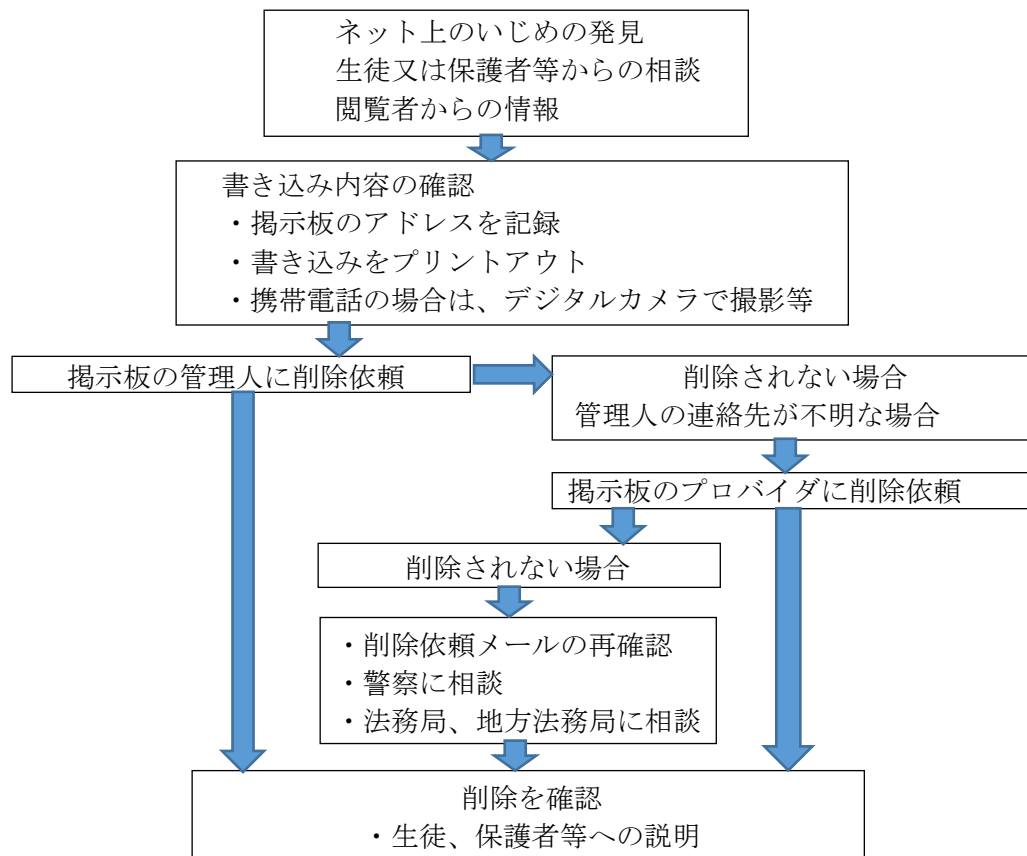 ネット上のいじめの発見
生徒又は保護者等からの相談
閲覧者からの情報
書き込み内容の確認
・掲示板のアドレスを記録
・書き込みをプリントアウト
・携帯電話の場合は、デジタルカメラで撮影等
掲示板の管理人に削除依頼
削除されない場合
管理人の連絡先が不明な場合
掲示板のプロバイダに削除依頼
削除されない場合
・削除依頼メールの再確認
・警察に相談
・法務局、地方法務局に相談
削除を確認
・生徒、保護者等への説明